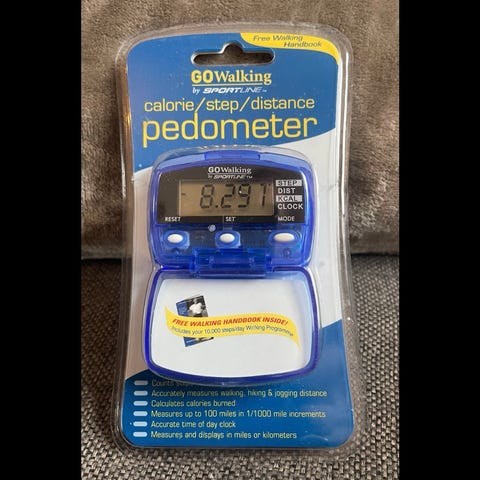 Free Walking
Handbook
GOWalking
by SPORTLINE™
calorie/step/distance
pedometer
GOWalking
by SPORTLINE™
8.291
STEP
DIST
KCAL
CLOCK
RESET SET MODE
FREE WALKING HANDBOOK INSIDE!
Includes your 10,000 steps/day Walking Programme
Counts
Accurately measures walking, hiking & jogging distance
Calculates calories burned
Measures up to 100 miles in 1/1000 mile increments
Accurate time of day clock
Measures and displays in miles or kilometers